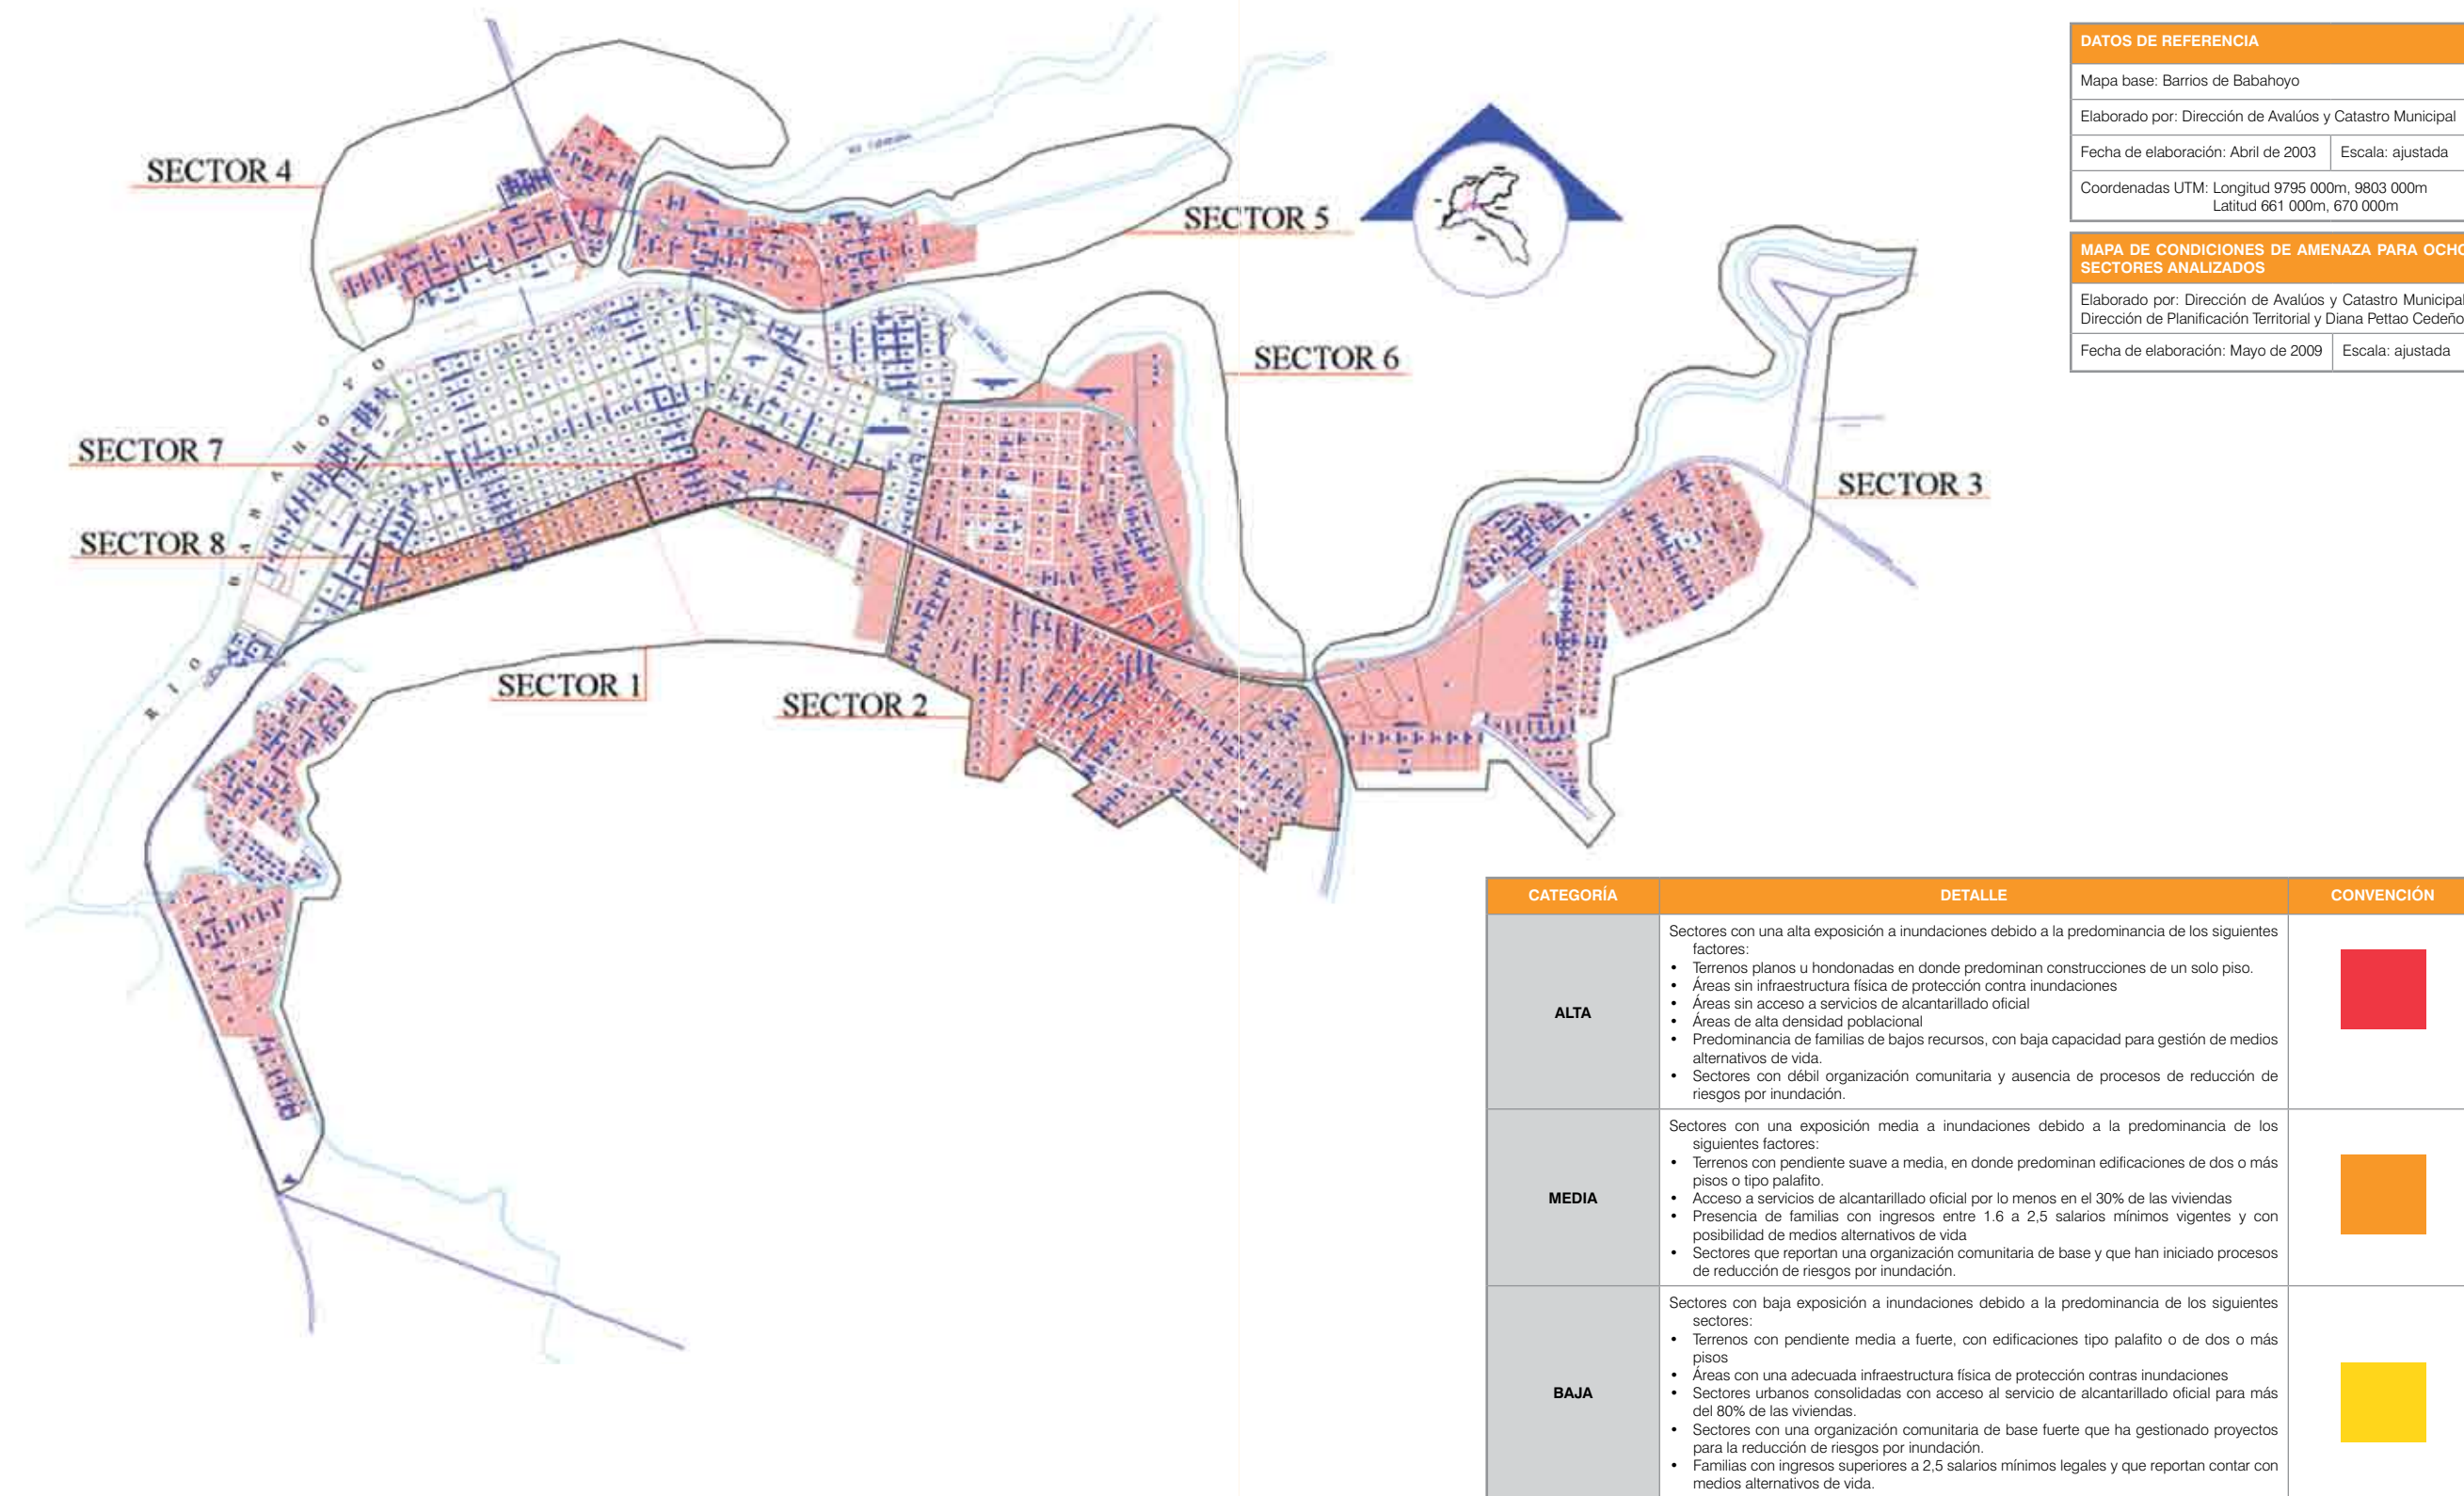 SECTOR 4
SECTOR 5
SECTOR 6
SECTOR 7
SECTOR 3
SECTOR 8
SECTOR 1
SECTOR 2
RIO BABAHOYO
DATOS DE REFERENCIA
Mapa base: Barrios de Babahoyo
Elaborado por: Dirección de Avalúos y Catastro Municipal
Fecha de elaboración: Abril de 2003
Escala: ajustada
Coordenadas UTM: Longitud 9795 000m, 9803 000m
Latitud 661 000m, 670 000m
MAPA DE CONDICIONES DE AMENAZA PARA OCHO
SECTORES ANALIZADOS
Elaborado por: Dirección de Avalúos y Catastro Municipal
Dirección de Planificación Territorial y Diana Pettao Cedeño
Fecha de elaboración: Mayo de 2009
Escala: ajustada
CATEGORÍA
DETALLE
CONVENCIÓN
ALTA
Sectores con una alta exposición a inundaciones debido a la predominancia de los siguientes
factores:
• Terrenos planos u hondonadas en donde predominan construcciones de un solo piso.
• Áreas sin infraestructura física de protección contra inundaciones
• Áreas sin acceso a servicios de alcantarillado oficial
• Áreas de alta densidad poblacional
• Predominancia de familias de bajos recursos, con baja capacidad para gestión de medios
alternativos de vida.
• Sectores con débil organización comunitaria y ausencia de procesos de reducción de
riesgos por inundación.
MEDIA
Sectores con una exposición media a inundaciones debido a la predominancia de los
siguientes factores:
• Terrenos con pendiente suave a media, en donde predominan edificaciones de dos o más
pisos o tipo palafito.
• Acceso a servicios de alcantarillado oficial por lo menos en el 30% de las viviendas
• Presencia de familias con ingresos entre 1.6 a 2,5 salarios mínimos vigentes y con
posibilidad de medios alternativos de vida
• Sectores que reportan una organización comunitaria de base y que han iniciado procesos
de reducción de riesgos por inundación.
BAJA
Sectores con baja exposición a inundaciones debido a la predominancia de los siguientes
sectores:
• Terrenos con pendiente media a fuerte, con edificaciones tipo palafito o de dos o más
pisos
• Áreas con una adecuada infraestructura física de protección contras inundaciones
• Sectores urbanos consolidadas con acceso al servicio de alcantarillado oficial para más
del 80% de las viviendas.
• Sectores con una organización comunitaria de base fuerte que ha gestionado proyectos
para la reducción de riesgos por inundación.
• Familias con ingresos superiores a 2,5 salarios mínimos legales y que reportan contar con
medios alternativos de vida.